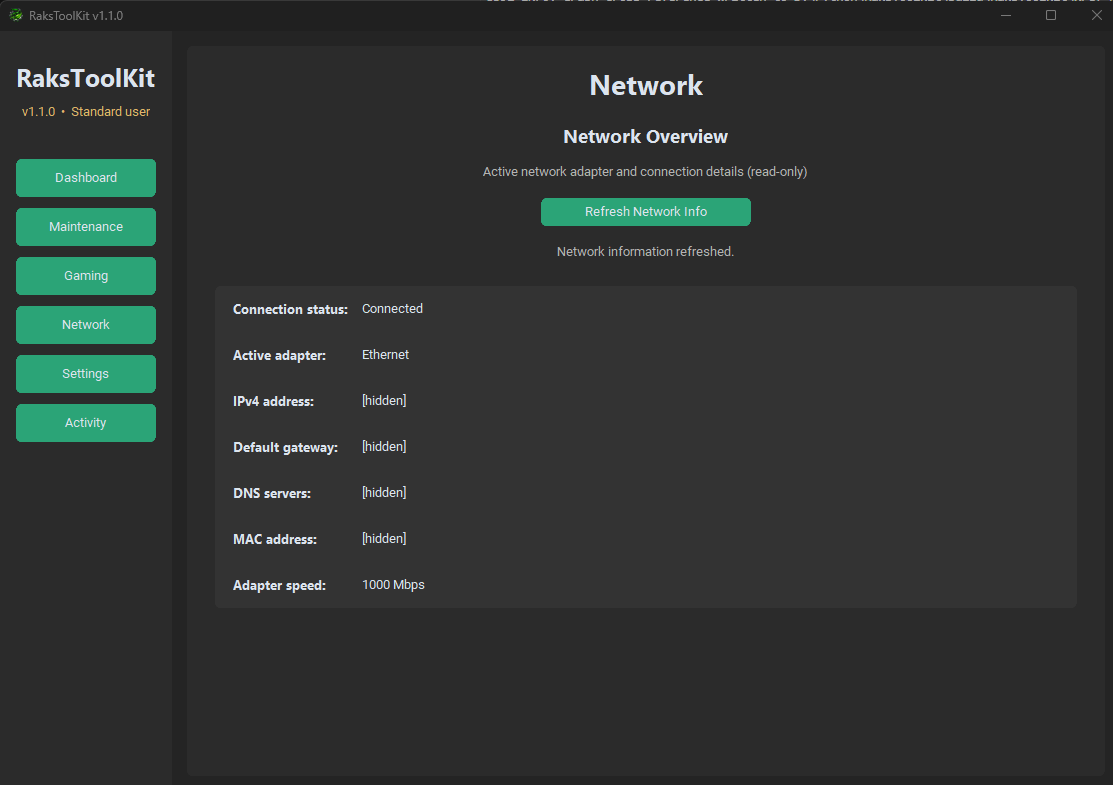 RaksToolKit v1.1.0
RaksToolKit
v1.1.0 • Standard user
Dashboard
Maintenance
Gaming
Network
Settings
Activity
Network
Network Overview
Active network adapter and connection details (read-only)
Refresh Network Info
Network information refreshed.
Connection status: Connected
Active adapter: Ethernet
IPv4 address: [hidden]
Default gateway: [hidden]
DNS servers: [hidden]
MAC address: [hidden]
Adapter speed: 1000 Mbps